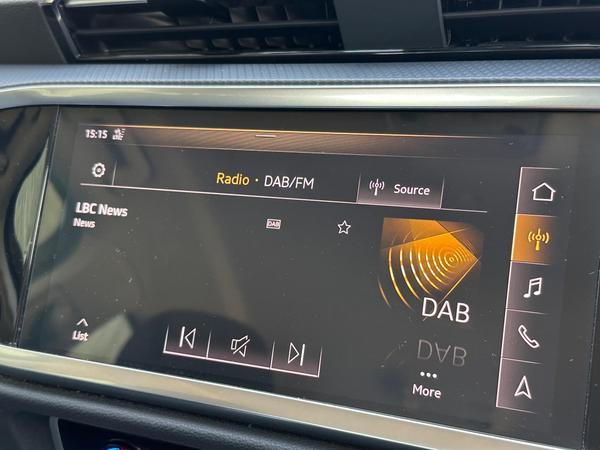 15:15
Radio · DAB/FM
Source
LBC News
News
DAB
DAB
List
DAB
More